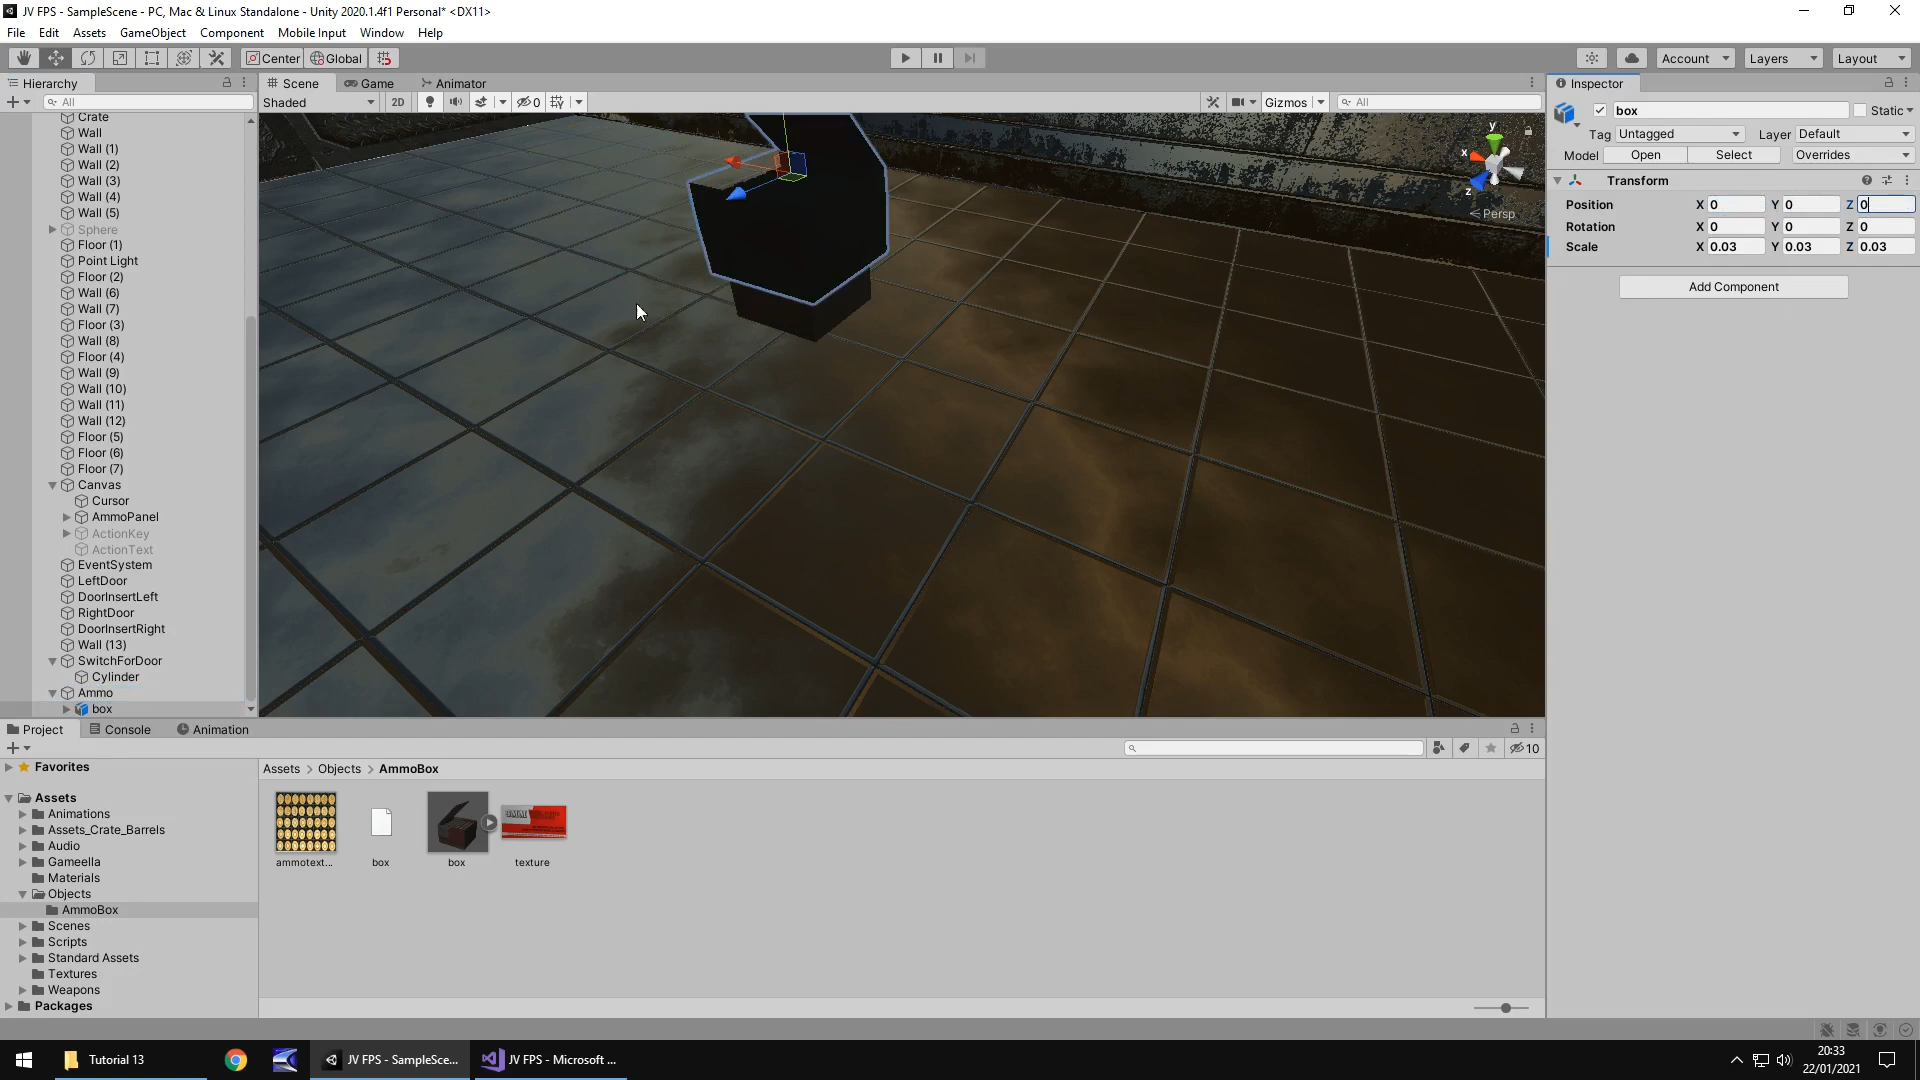 JV FPS - SampleScene - PC, Mac & Linux Standalone - Unity 2020.1.4f1 Personal* <DX11>
File Edit Assets GameObject Component Mobile Input Window Help
Center Global Account Layers Layout
Hierarchy
All
Crate
Wall
Wall (1)
Wall (2)
Wall (3)
Wall (4)
Wall (5)
Sphere
Floor (1)
Point Light
Floor (2)
Wall (6)
Wall (7)
Floor (3)
Wall (8)
Floor (4)
Wall (9)
Wall (10)
Wall (11)
Wall (12)
Floor (5)
Floor (6)
Floor (7)
Canvas
Cursor
AmmoPanel
ActionKey
ActionText
EventSystem
LeftDoor
DoorInsertLeft
RightDoor
DoorInsertRight
Wall (13)
SwitchForDoor
Cylinder
Ammo
box
Scene Game Animator
Shaded 2D 0 Gizmos All
y
x
z
Persp
Inspector
box Static
Tag Untagged Layer Default
Model Open Select Overrides
Transform
Position X 0 Y 0 Z 0
Rotation X 0 Y 0 Z 0
Scale X 0.03 Y 0.03 Z 0.03
Add Component
Project Console Animation
10
Favorites
Assets
Animations
Assets_Crate_Barrels
Audio
Gameella
Materials
Objects
AmmoBox
Scenes
Scripts
Standard Assets
Textures
Weapons
Packages
Assets > Objects > AmmoBox
ammotext... box box texture
Tutorial 13 JV FPS - SampleSce... JV FPS - Microsoft ...
20:33
22/01/2021